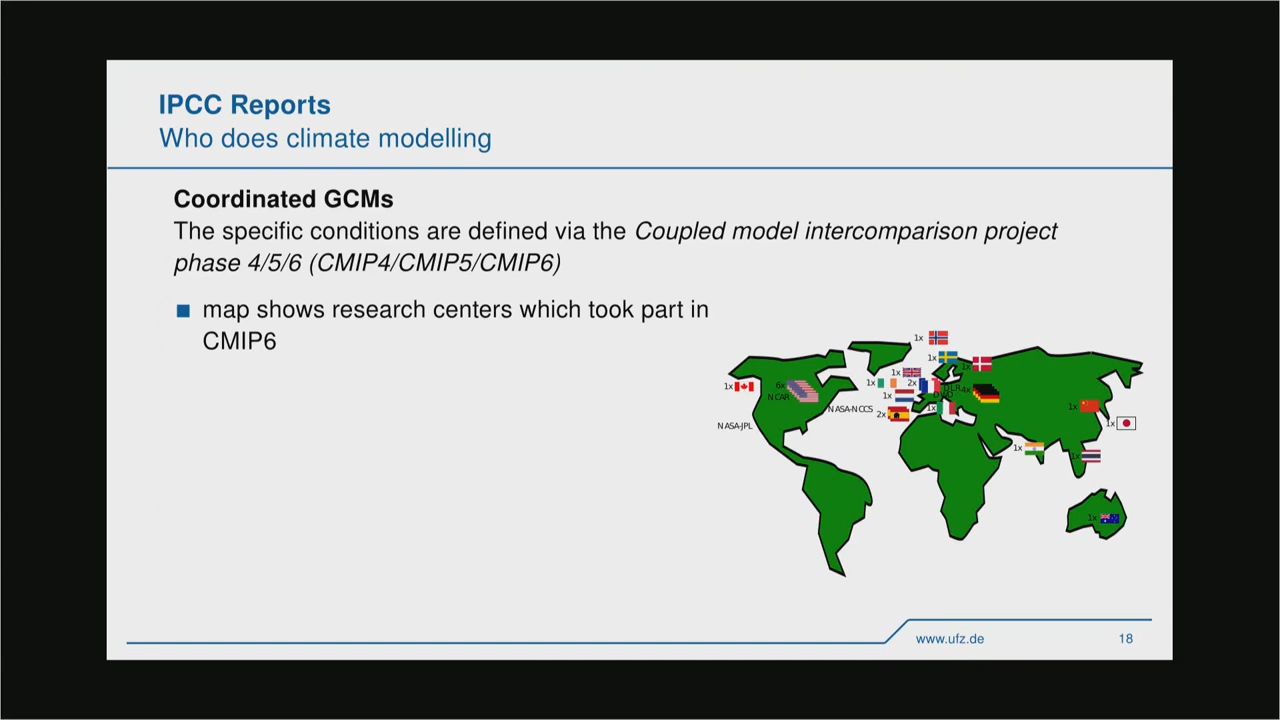 IPCC Reports
Who does climate modelling
Coordinated GCMs
The specific conditions are defined via the Coupled model intercomparison project
phase 4/5/6 (CMIP4/CMIP5/CMIP6)
map shows research centers which took part in
CMIP6
1x
1x
1x
1x
1x
2x
DLR
4x
1x
6x
NCAR
1x
NASA-NCCS
2x
1x
1x
1x
NASA-JPL
1x
1x
1x
www.ufz.de
18